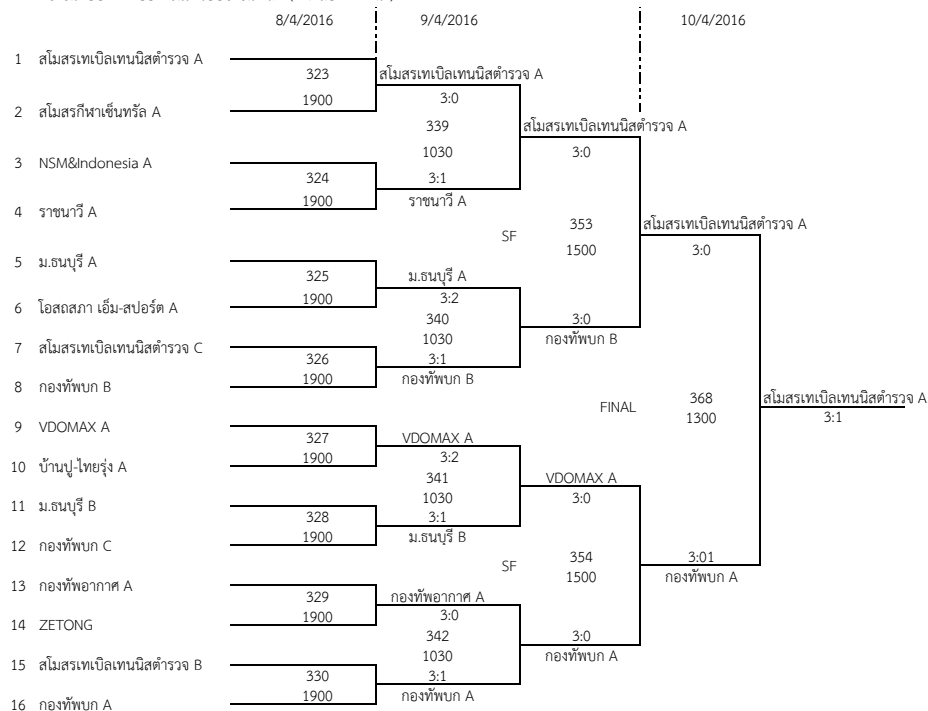 8/4/2016 9/4/2016 10/4/2016
1 สโมสรเทเบิลเทนนิสตำรวจ A
323 สโมสรเทเบิลเทนนิสตำรวจ A
1900 3:0
2 สโมสรกีฬาเซ็นทรัล A
339 สโมสรเทเบิลเทนนิสตำรวจ A
1030 3:0
3 NSM&Indonesia A
324 3:1
1900 ราชนาวี A
4 ราชนาวี A
353 สโมสรเทเบิลเทนนิสตำรวจ A
SF
1500 3:0
5 ม.ธนบุรี A
325 ม.ธนบุรี A
1900 3:2
6 โอสถสภา เอ็ม-สปอร์ต A
340 3:0
1030 กองทัพบก B
7 สโมสรเทเบิลเทนนิสตำรวจ C
326 3:1
1900 กองทัพบก B
8 กองทัพบก B
368 สโมสรเทเบิลเทนนิสตำรวจ A
FINAL
1300 3:1
9 VDOMAX A
327 VDOMAX A
1900 3:2
10 บ้านปู-ไทยรุ่ง A
341 VDOMAX A
1030 3:0
11 ม.ธนบุรี B
328 3:1
1900 ม.ธนบุรี B
12 กองทัพบก C
354 3:01
SF
1500 กองทัพบก A
13 กองทัพอากาศ A
329 กองทัพอากาศ A
1900 3:0
14 ZETONG
342 3:0
1030 กองทัพบก A
15 สโมสรเทเบิลเทนนิสตำรวจ B
330 3:1
1900 กองทัพบก A
16 กองทัพบก A